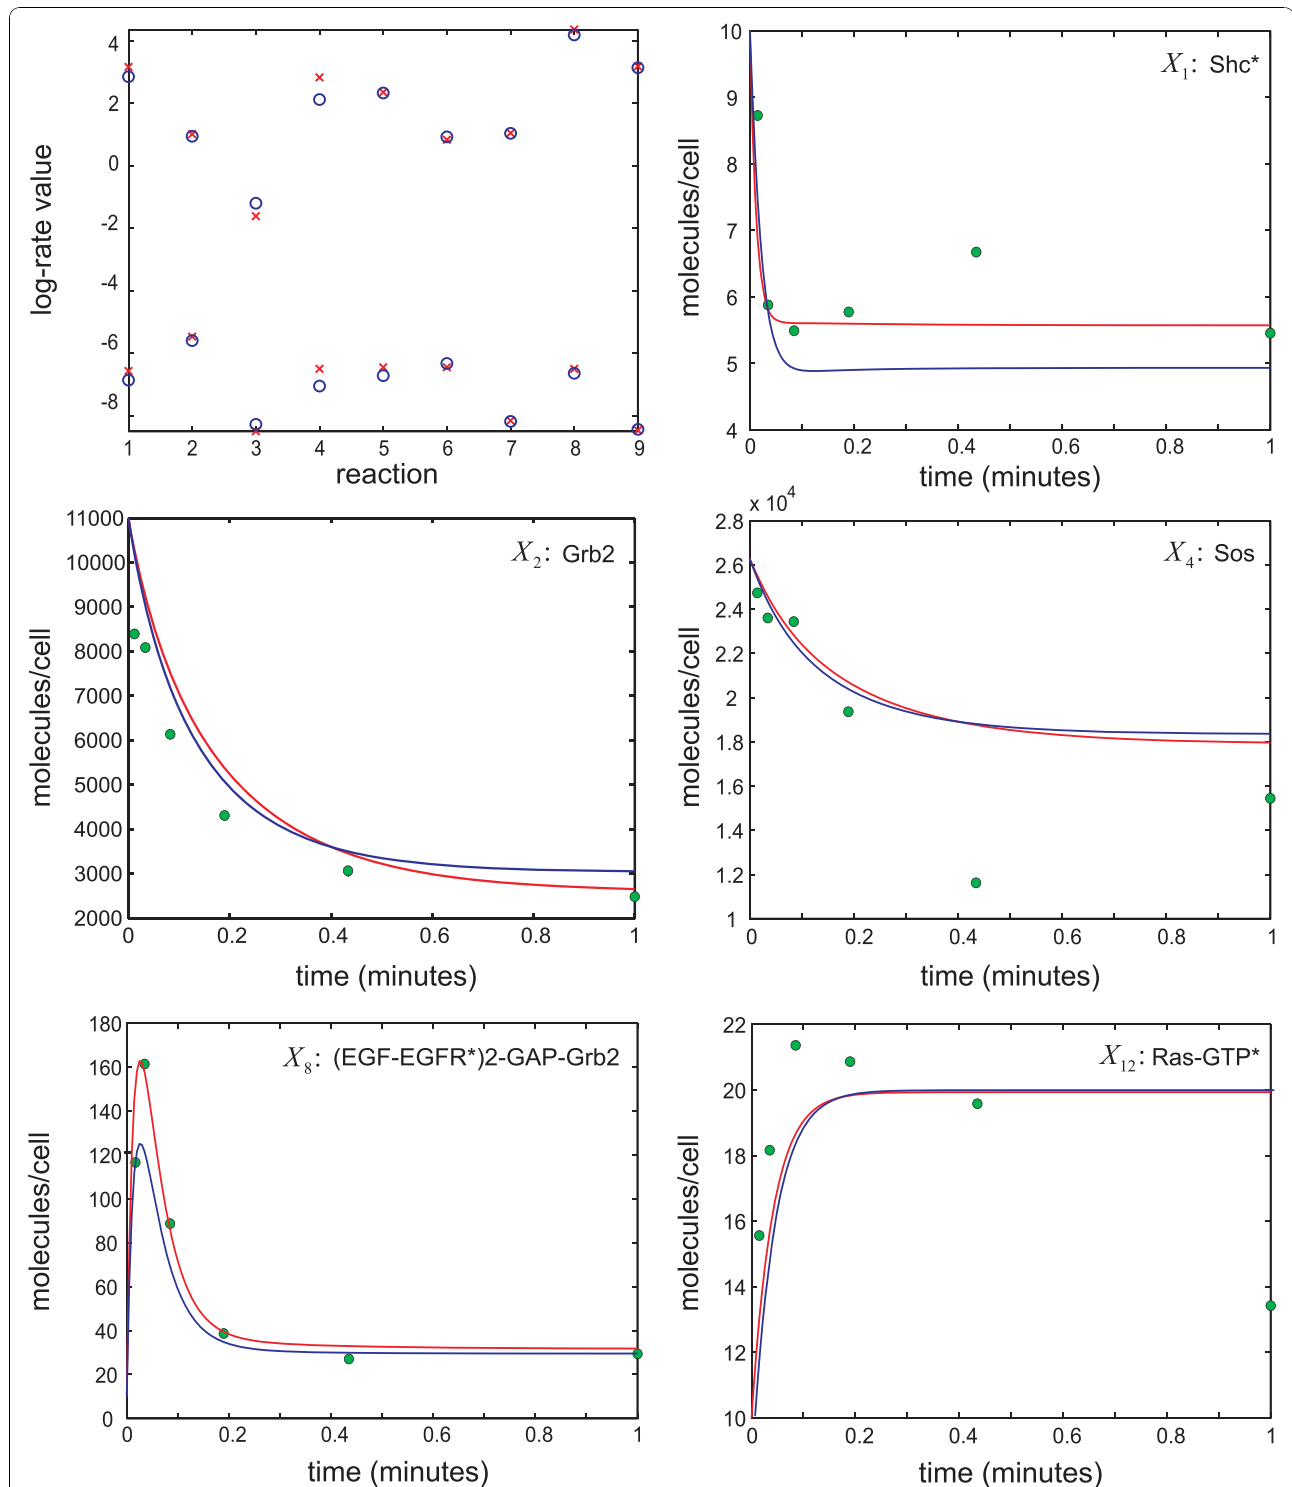 4
2
0
-2
-4
-6
-8
log-rate value
1 2 3 4 5 6 7 8 9
reaction
10
9
8
7
6
5
4
molecules/cell
X1: Shc*
0 0.2 0.4 0.6 0.8 1
time (minutes)
11000
10000
9000
8000
7000
6000
5000
4000
3000
2000
molecules/cell
X2: Grb2
0 0.2 0.4 0.6 0.8 1
time (minutes)
x 10^4
2.8
2.6
2.4
2.2
2
1.8
1.6
1.4
1.2
1
molecules/cell
X4: Sos
0 0.2 0.4 0.6 0.8 1
time (minutes)
180
160
140
120
100
80
60
40
20
0
molecules/cell
X8: (EGF-EGFR*)2-GAP-Grb2
0 0.2 0.4 0.6 0.8 1
time (minutes)
22
20
18
16
14
12
10
molecules/cell
X12: Ras-GTP*
0 0.2 0.4 0.6 0.8 1
time (minutes)